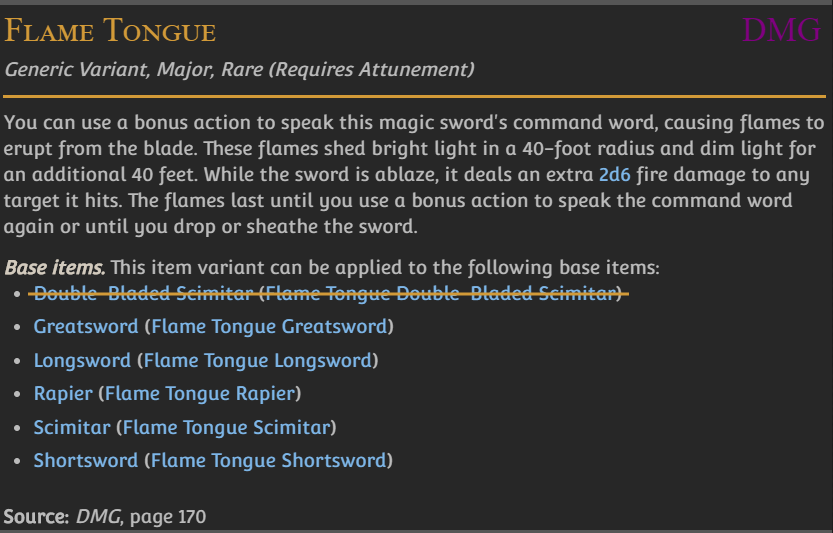 Flame Tongue DMG
Generic Variant, Major, Rare (Requires Attunement)
You can use a bonus action to speak this magic sword's command word, causing flames to
erupt from the blade. These flames shed bright light in a 40-foot radius and dim light for
an additional 40 feet. While the sword is ablaze, it deals an extra 2d6 fire damage to any
target it hits. The flames last until you use a bonus action to speak the command word
again or until you drop or sheathe the sword.
Base items. This item variant can be applied to the following base items:
• Double-Bladed Scimitar (Flame Tongue Double-Bladed Scimitar)
• Greatsword (Flame Tongue Greatsword)
• Longsword (Flame Tongue Longsword)
• Rapier (Flame Tongue Rapier)
• Scimitar (Flame Tongue Scimitar)
• Shortsword (Flame Tongue Shortsword)
Source: DMG, page 170